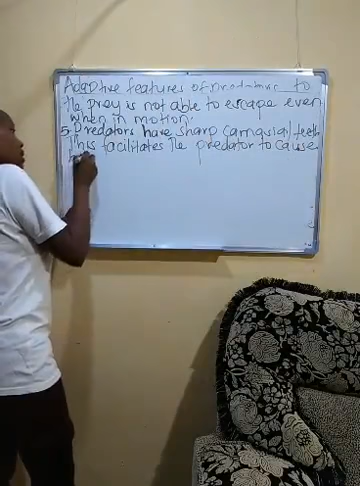 Adaptive features of predators to
the prey is not able to escape even
when in motion.
5. Predators have sharp carnasial teeth
This facilitates the predator to cause